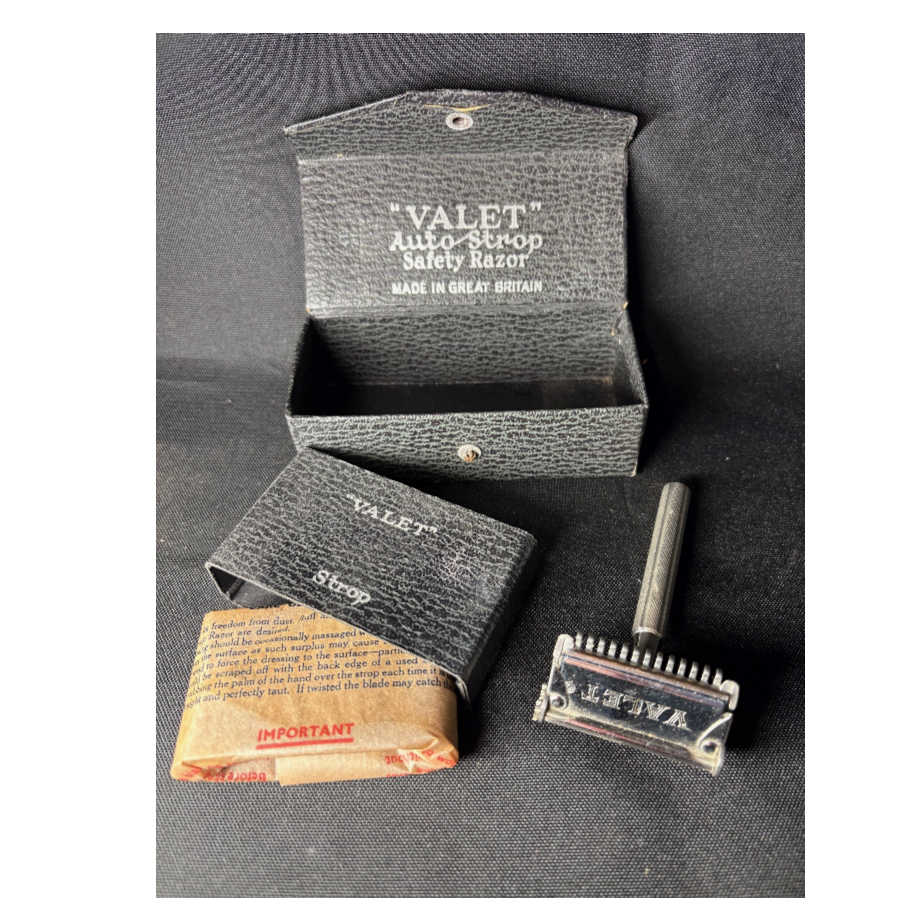 "VALET"
Auto Strop
Safety Razor
MADE IN GREAT BRITAIN
"VALET"
Strop
freedom from dust,
Razor are desired.
should be occasionally massaged
to the surface as such surplus may cause
to force the dressing to the surface—
be scraped off with the back edge of a used
the palm of the hand over the strop each time
and perfectly taut. If twisted the blade may catch
IMPORTANT
Before
VALET